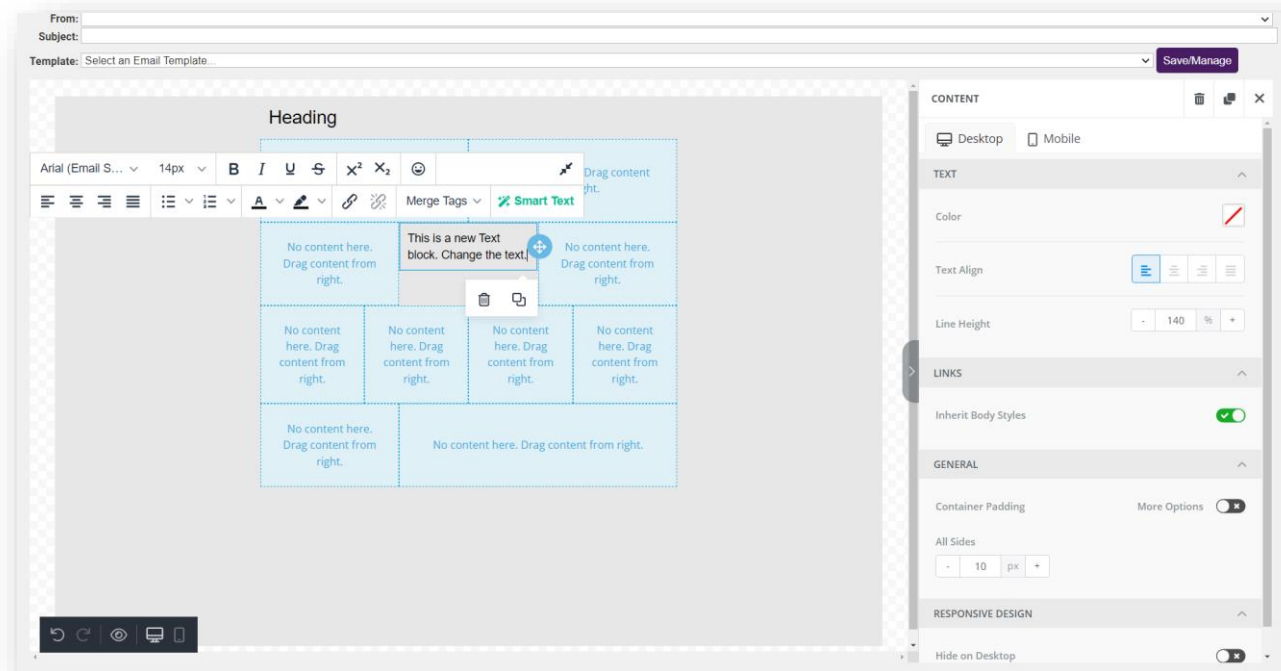 From:
Subject:
Template: Select an Email Template... Save/Manage
Heading
Arial (Email S... 14px B I U S X² X₂
Drag content
ght.
A Merge Tags Smart Text
No content here.
Drag content from
right.
This is a new Text
block. Change the text.
No content here.
Drag content from
right.
No content
here. Drag
content from
right.
No content
here. Drag
content from
right.
No content
here. Drag
content from
right.
No content
here. Drag
content from
right.
No content here.
Drag content from
right.
No content here. Drag content from right.
CONTENT
Desktop Mobile
TEXT
Color
Text Align
Line Height - 140 % +
LINKS
Inherit Body Styles
GENERAL
Container Padding More Options
All Sides
- 10 px +
RESPONSIVE DESIGN
Hide on Desktop